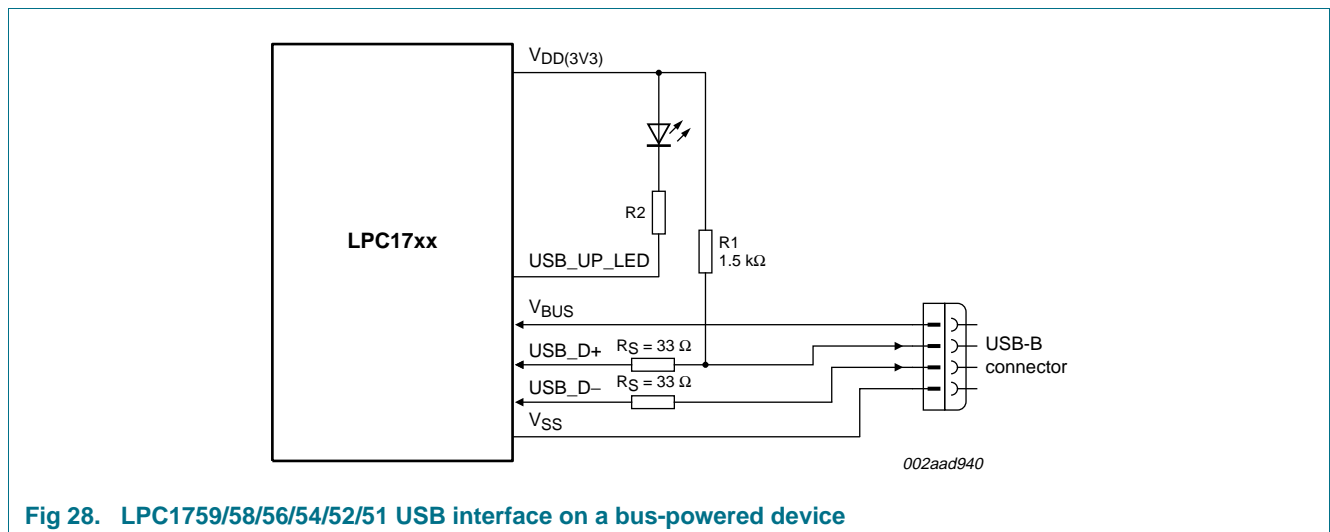 VDD(3V3)
R2
LPC17xx
R1
1.5 kΩ
USB_UP_LED
VBUS
USB_D+
RS = 33 Ω
USB_D−
RS = 33 Ω
VSS
USB-B
connector
002aad940
Fig 28. LPC1759/58/56/54/52/51 USB interface on a bus-powered device